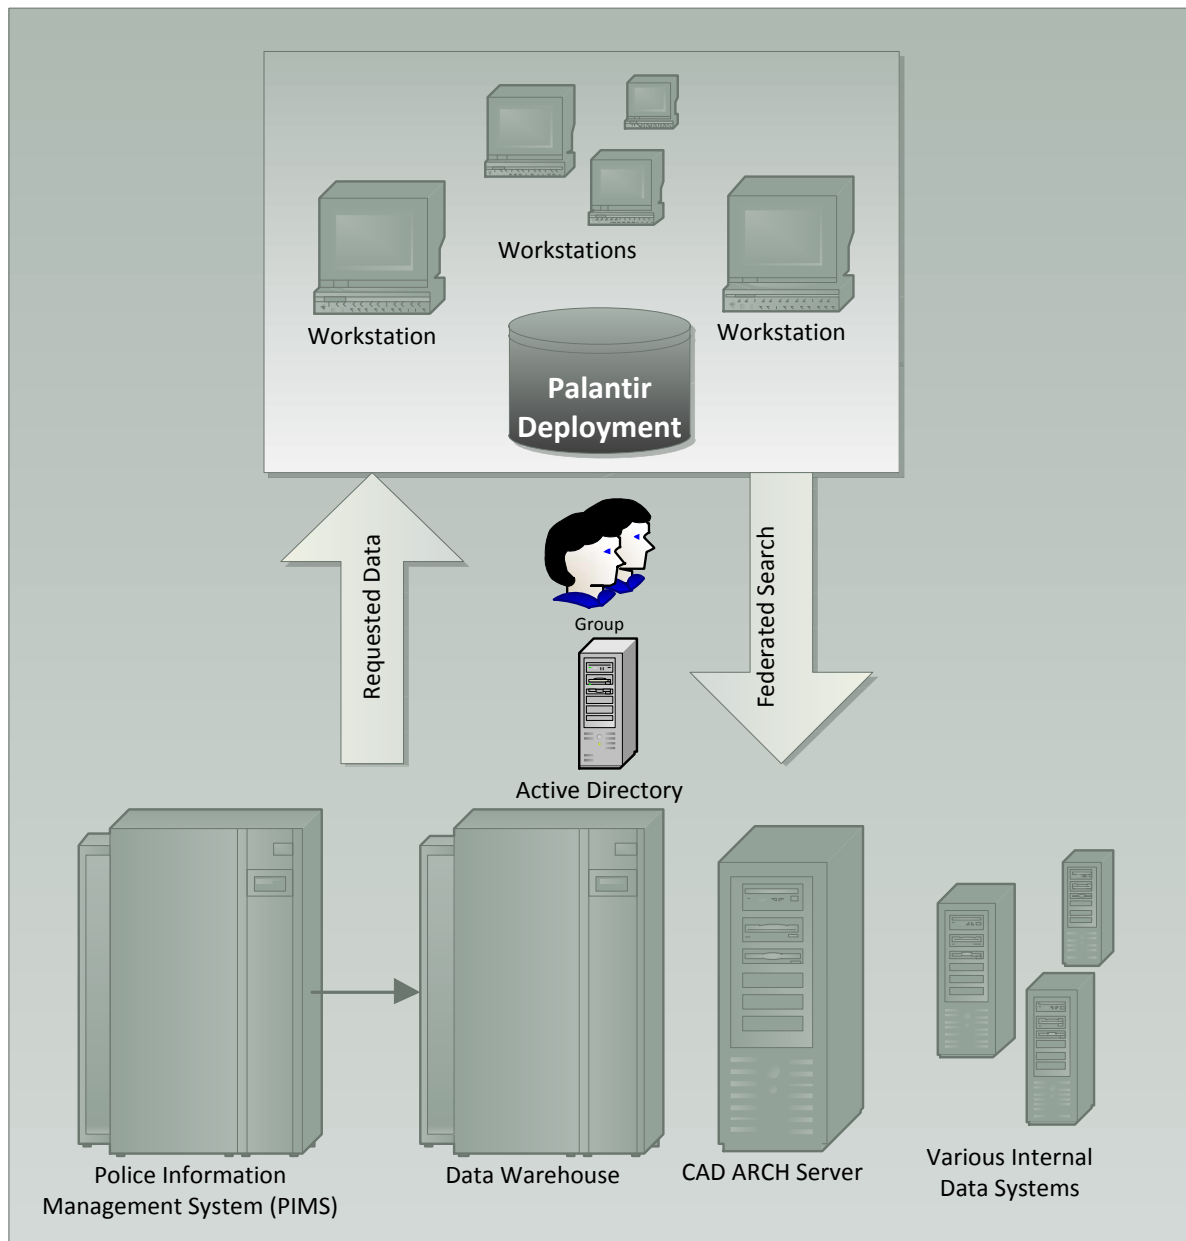 Workstations
Workstation
Workstation
Palantir
Deployment
Requested Data
Federated Search
Group
Active Directory
Police Information
Management System (PIMS)
Data Warehouse
CAD ARCH Server
Various Internal
Data Systems